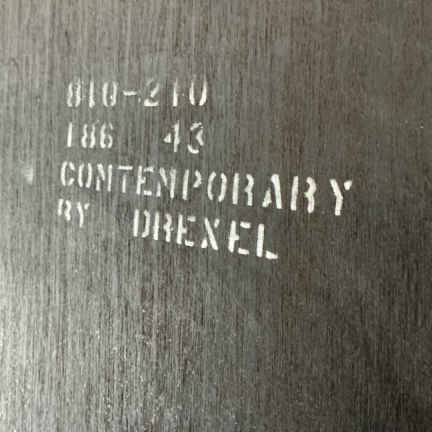 810-210
186 43
CONTEMPORARY
BY DREXEL